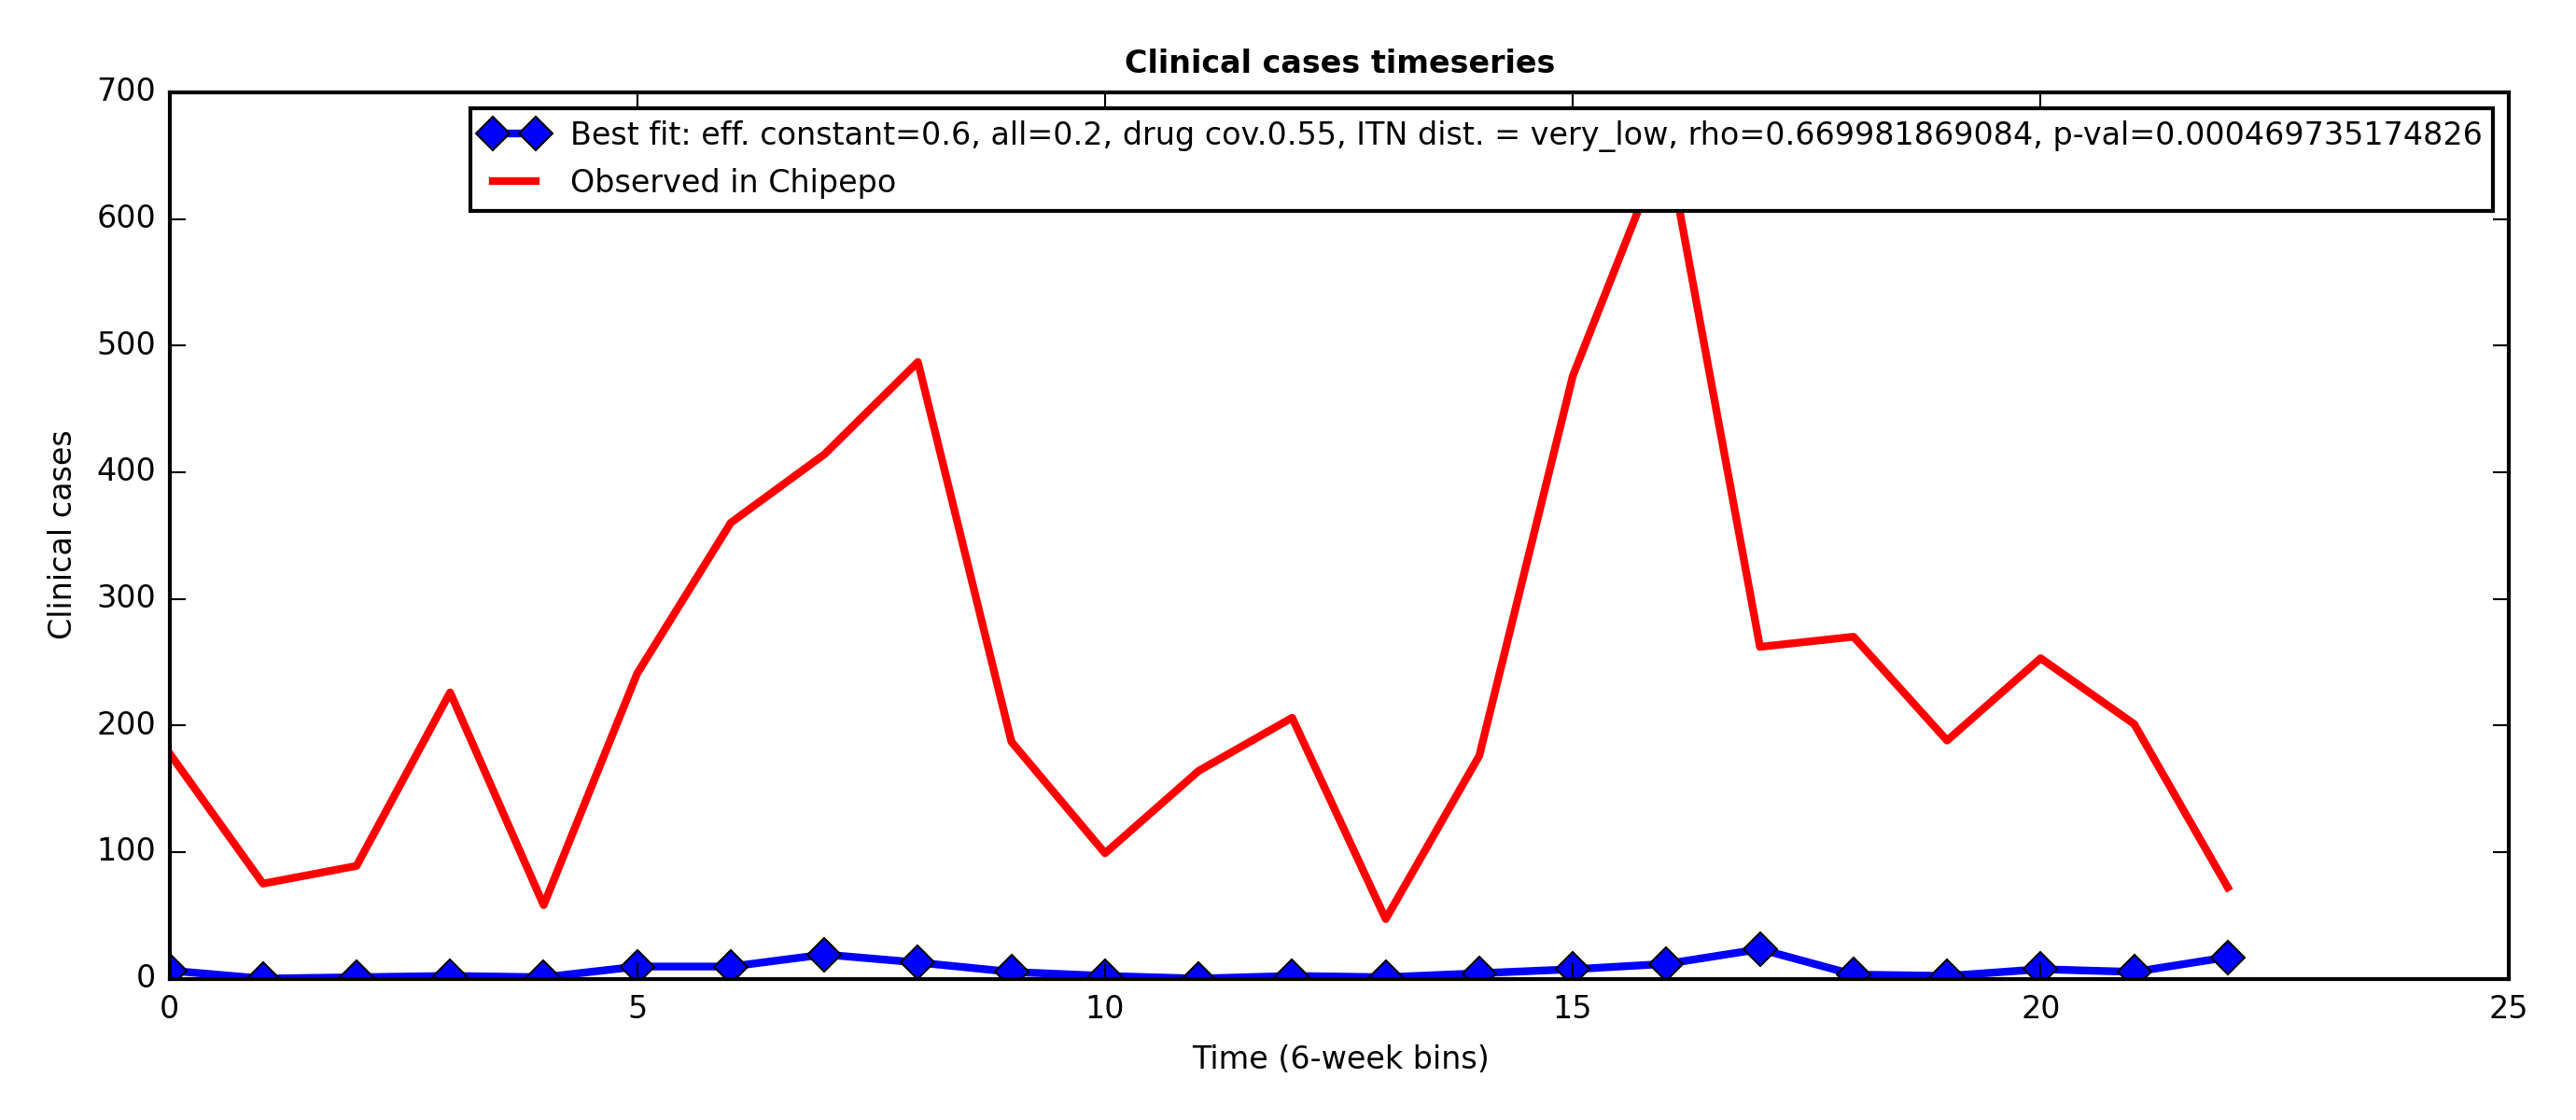 Clinical cases timeseries
700
600
500
400
300
200
100
0
Clinical cases
Best fit: eff. constant=0.6, all=0.2, drug cov.0.55, ITN dist. = very_low, rho=0.669981869084, p-val=0.000469735174826
Observed in Chipepo
0 5 10 15 20 25
Time (6-week bins)